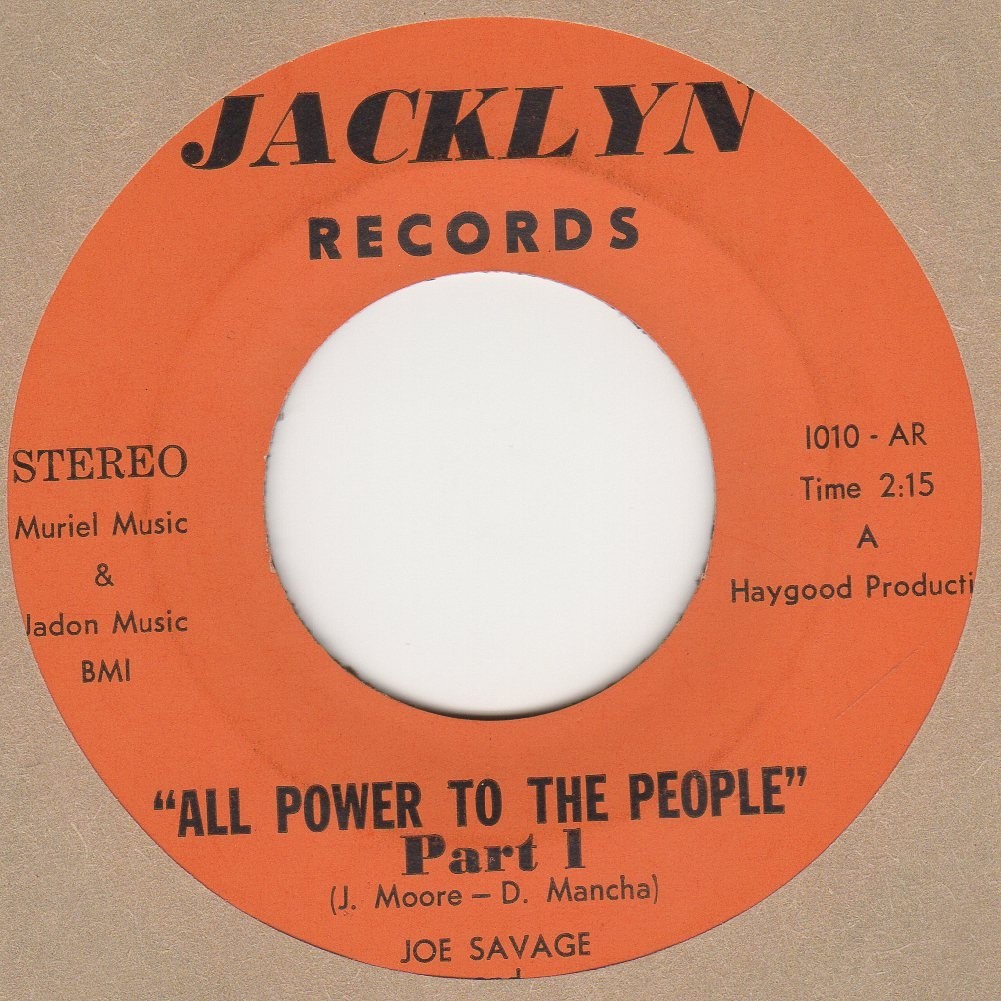 JACKLYN
RECORDS
STEREO
Muriel Music
&
Jadon Music
BMI
1010 - AR
Time 2:15
A
Haygood Producti
"ALL POWER TO THE PEOPLE"
Part 1
(J. Moore – D. Mancha)
JOE SAVAGE